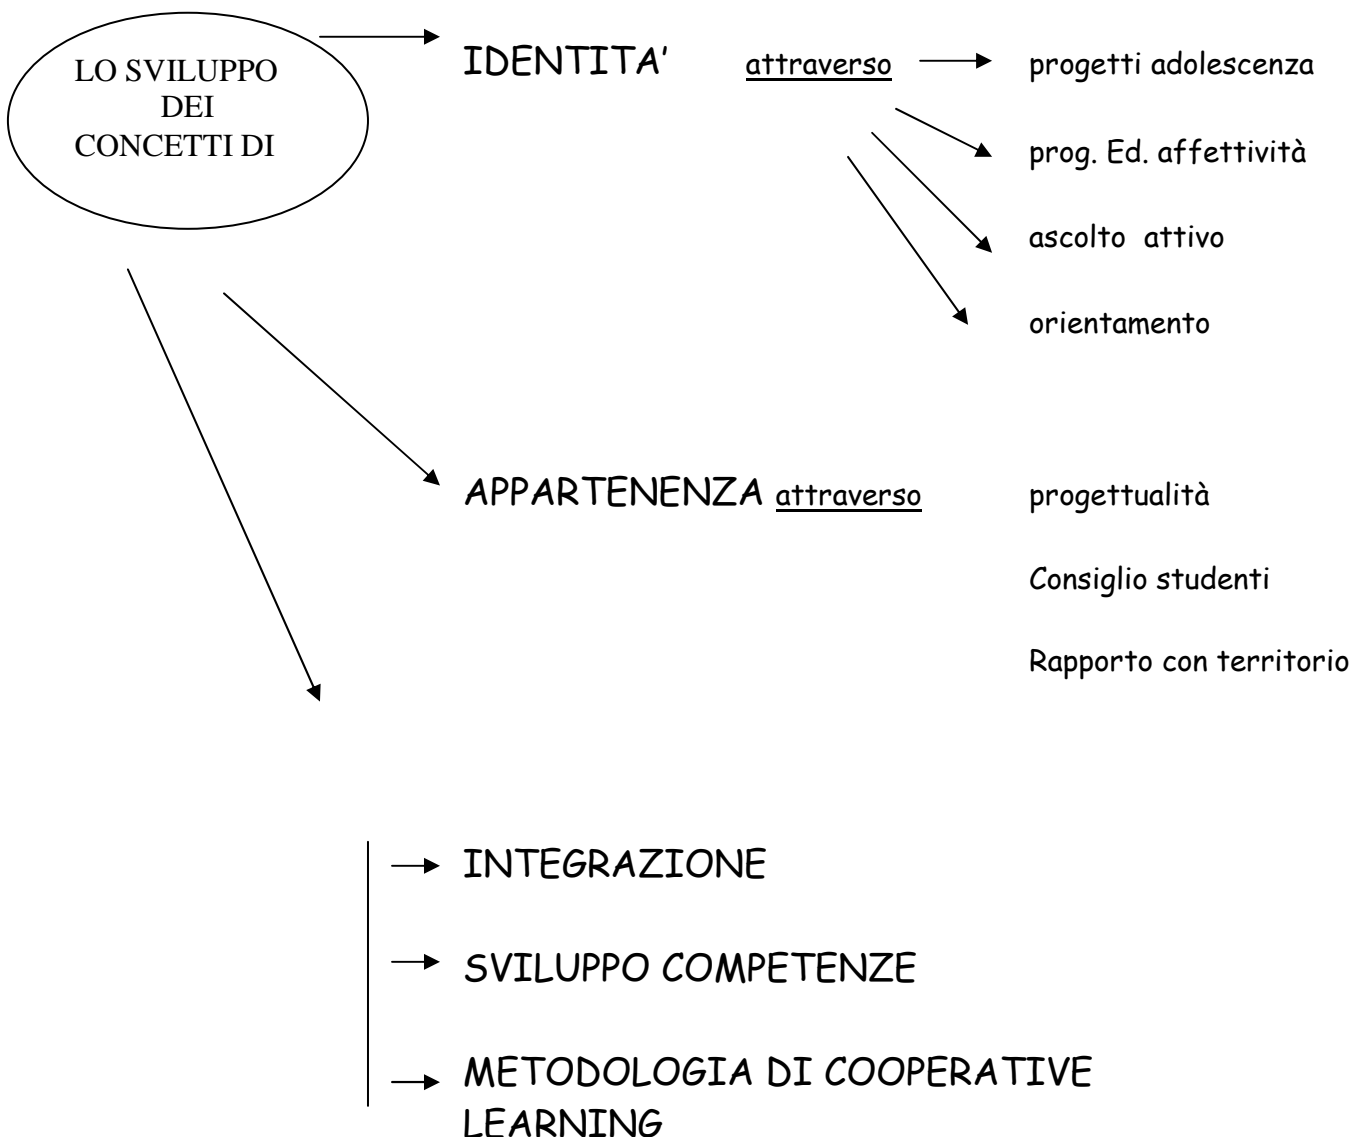 LO SVILUPPO
DEI
CONCETTI DI
IDENTITA' attraverso progetti adolescenza
prog. Ed. affettività
ascolto attivo
orientamento
APPARTENENZA attraverso progettualità
Consiglio studenti
Rapporto con territorio
INTEGRAZIONE
SVILUPPO COMPETENZE
METODOLOGIA DI COOPERATIVE
LEARNING